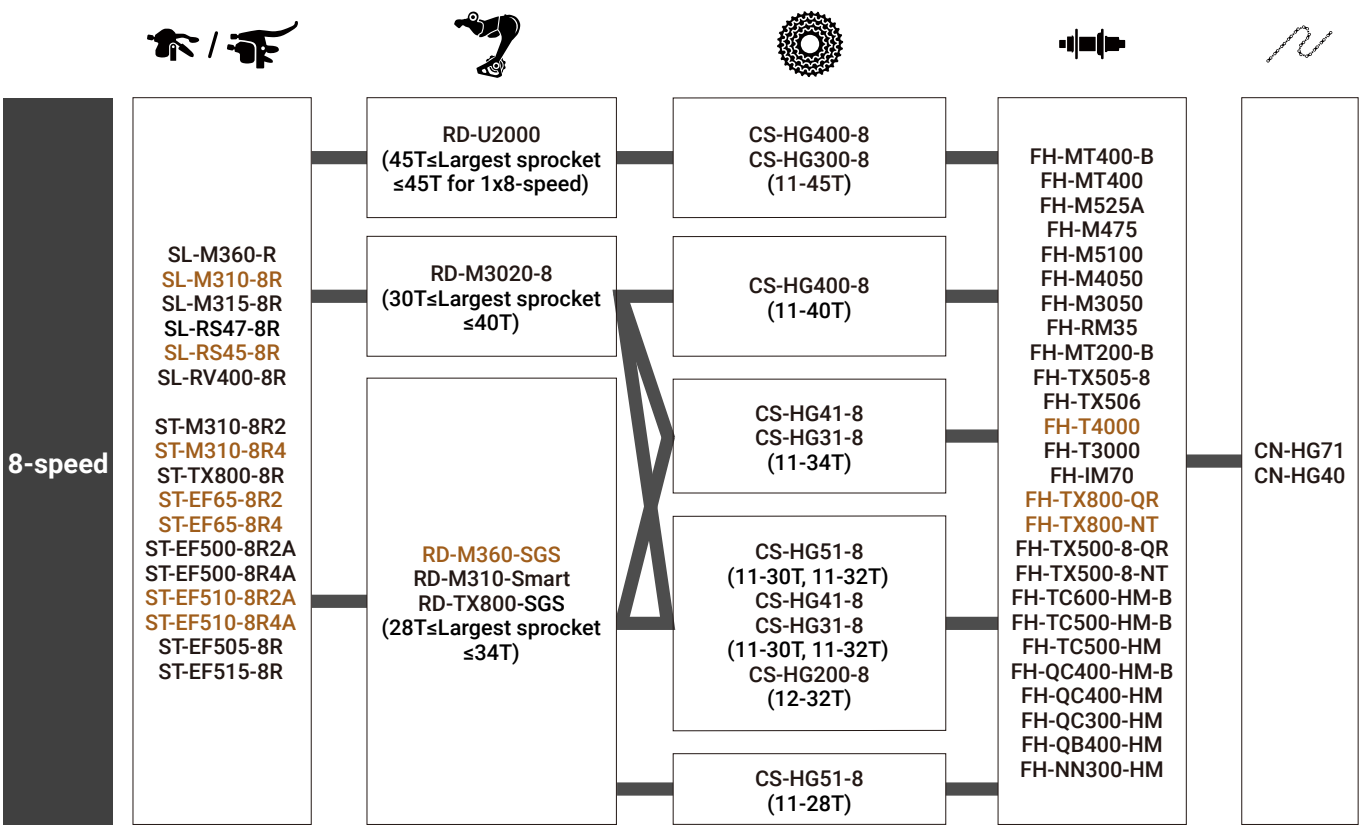 8-speed
SL-M360-R
SL-M310-8R
SL-M315-8R
SL-RS47-8R
SL-RS45-8R
SL-RV400-8R
ST-M310-8R2
ST-M310-8R4
ST-TX800-8R
ST-EF65-8R2
ST-EF65-8R4
ST-EF500-8R2A
ST-EF500-8R4A
ST-EF510-8R2A
ST-EF510-8R4A
ST-EF505-8R
ST-EF515-8R
RD-U2000
(45T≤Largest sprocket
≤45T for 1x8-speed)
RD-M3020-8
(30T≤Largest sprocket
≤40T)
RD-M360-SGS
RD-M310-Smart
RD-TX800-SGS
(28T≤Largest sprocket
≤34T)
CS-HG400-8
CS-HG300-8
(11-45T)
CS-HG400-8
(11-40T)
CS-HG41-8
CS-HG31-8
(11-34T)
CS-HG51-8
(11-30T, 11-32T)
CS-HG41-8
CS-HG31-8
(11-30T, 11-32T)
CS-HG200-8
(12-32T)
CS-HG51-8
(11-28T)
FH-MT400-B
FH-MT400
FH-M525A
FH-M475
FH-M5100
FH-M4050
FH-M3050
FH-RM35
FH-MT200-B
FH-TX505-8
FH-TX506
FH-T4000
FH-T3000
FH-IM70
FH-TX800-QR
FH-TX800-NT
FH-TX500-8-QR
FH-TX500-8-NT
FH-TC600-HM-B
FH-TC500-HM-B
FH-TC500-HM
FH-QC400-HM-B
FH-QC400-HM
FH-QC300-HM
FH-QB400-HM
FH-NN300-HM
CN-HG71
CN-HG40